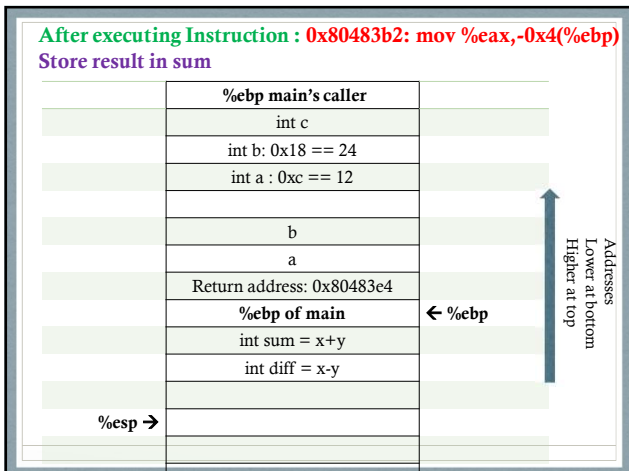 After executing Instruction : 0x80483b2: mov %eax,-0x4(%ebp)
Store result in sum
%ebp main's caller
int c
int b: 0x18 == 24
int a : 0xc == 12
b
a
Return address: 0x80483e4
%ebp of main
← %ebp
int sum = x+y
int diff = x-y
%esp →
Addresses
Lower at bottom
Higher at top